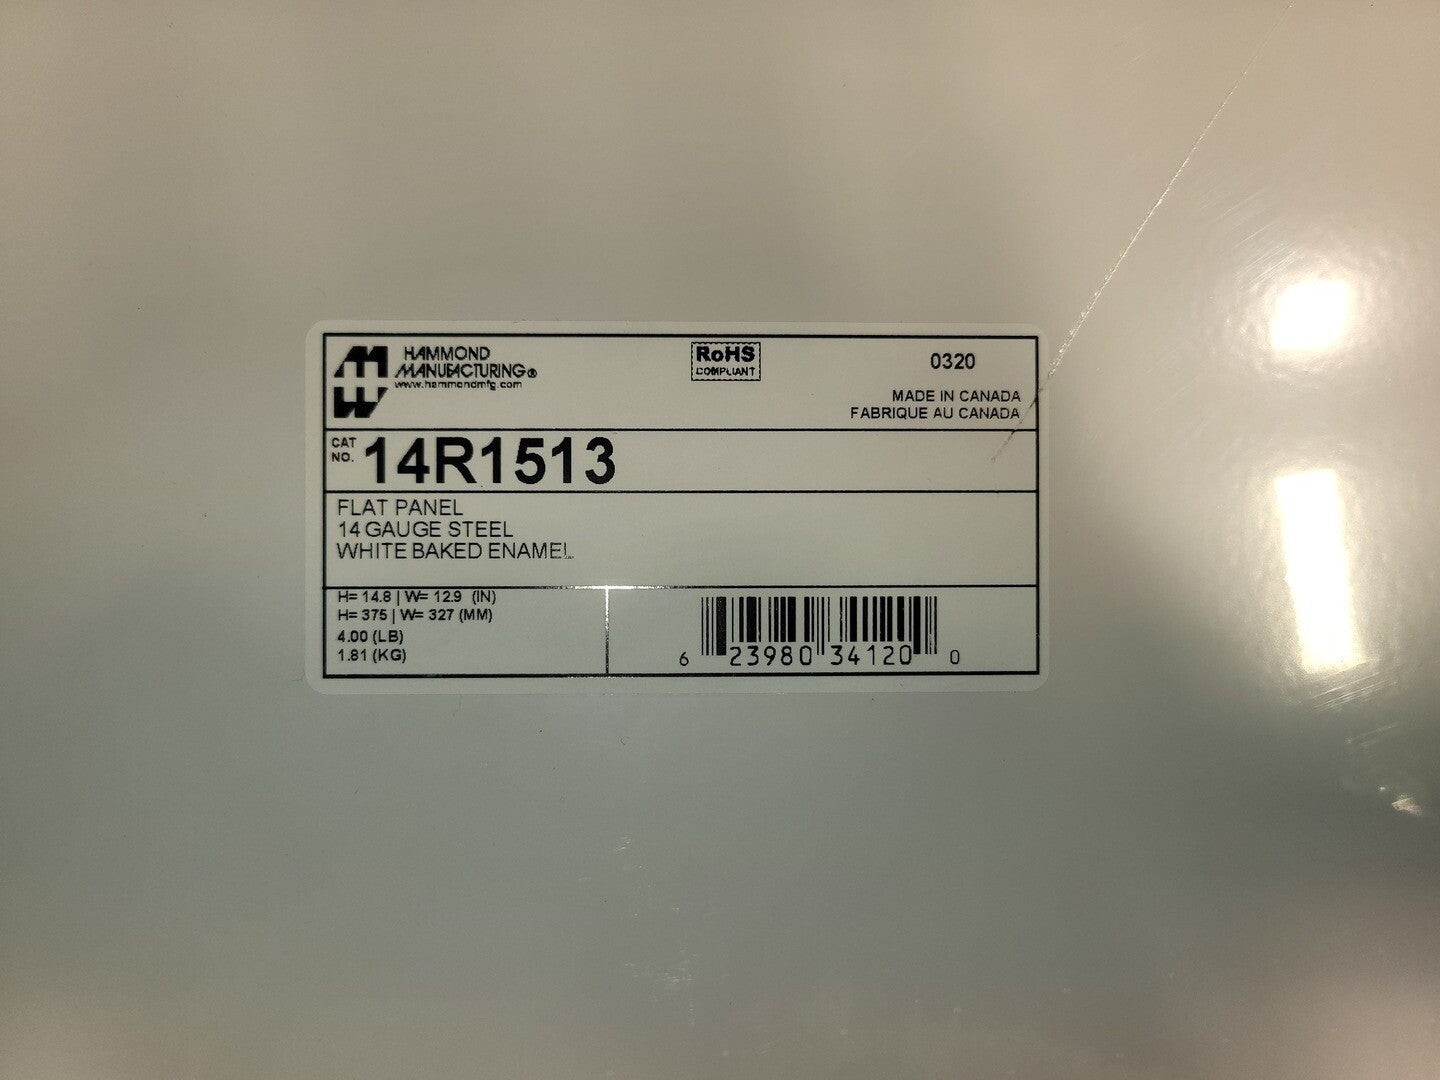 HAMMOND
MANUFACTURING®
www.hammondmfg.com
RoHS
COMPLIANT
0320
MADE IN CANADA
FABRIQUE AU CANADA
CAT
NO. 14R1513
FLAT PANEL
14 GAUGE STEEL
WHITE BAKED ENAMEL
H= 14.8 | W= 12.9 (IN)
H= 375 | W= 327 (MM)
4.00 (LB)
1.81 (KG)
6 23980 34120 0